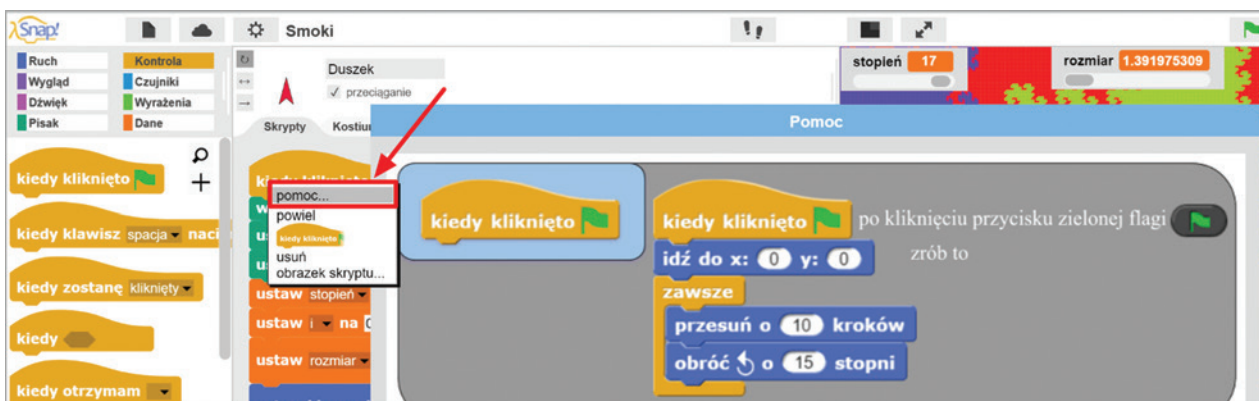 Snap!
Smoki
Ruch Kontrola
Wygląd Czujniki
Dźwięk Wyrażenia
Pisak Dane
Duszek
przeciąganie
Skrypty
stopień 17
rozmiar 1.391975309
Pomoc
kiedy kliknięto
kiedy klawisz spacja
kiedy zostanę kliknięty
kiedy
kiedy otrzymam
pomoc...
powiel
kiedy kliknięto
usuń
obrazek skryptu...
ustaw stopień
ustaw i na
ustaw rozmiar
kiedy kliknięto
kiedy kliknięto po kliknięciu przycisku zielonej flagi
idź do x: 0 y: 0 zrób to
zawsze
przesuń o 10 kroków
obróć o 15 stopni